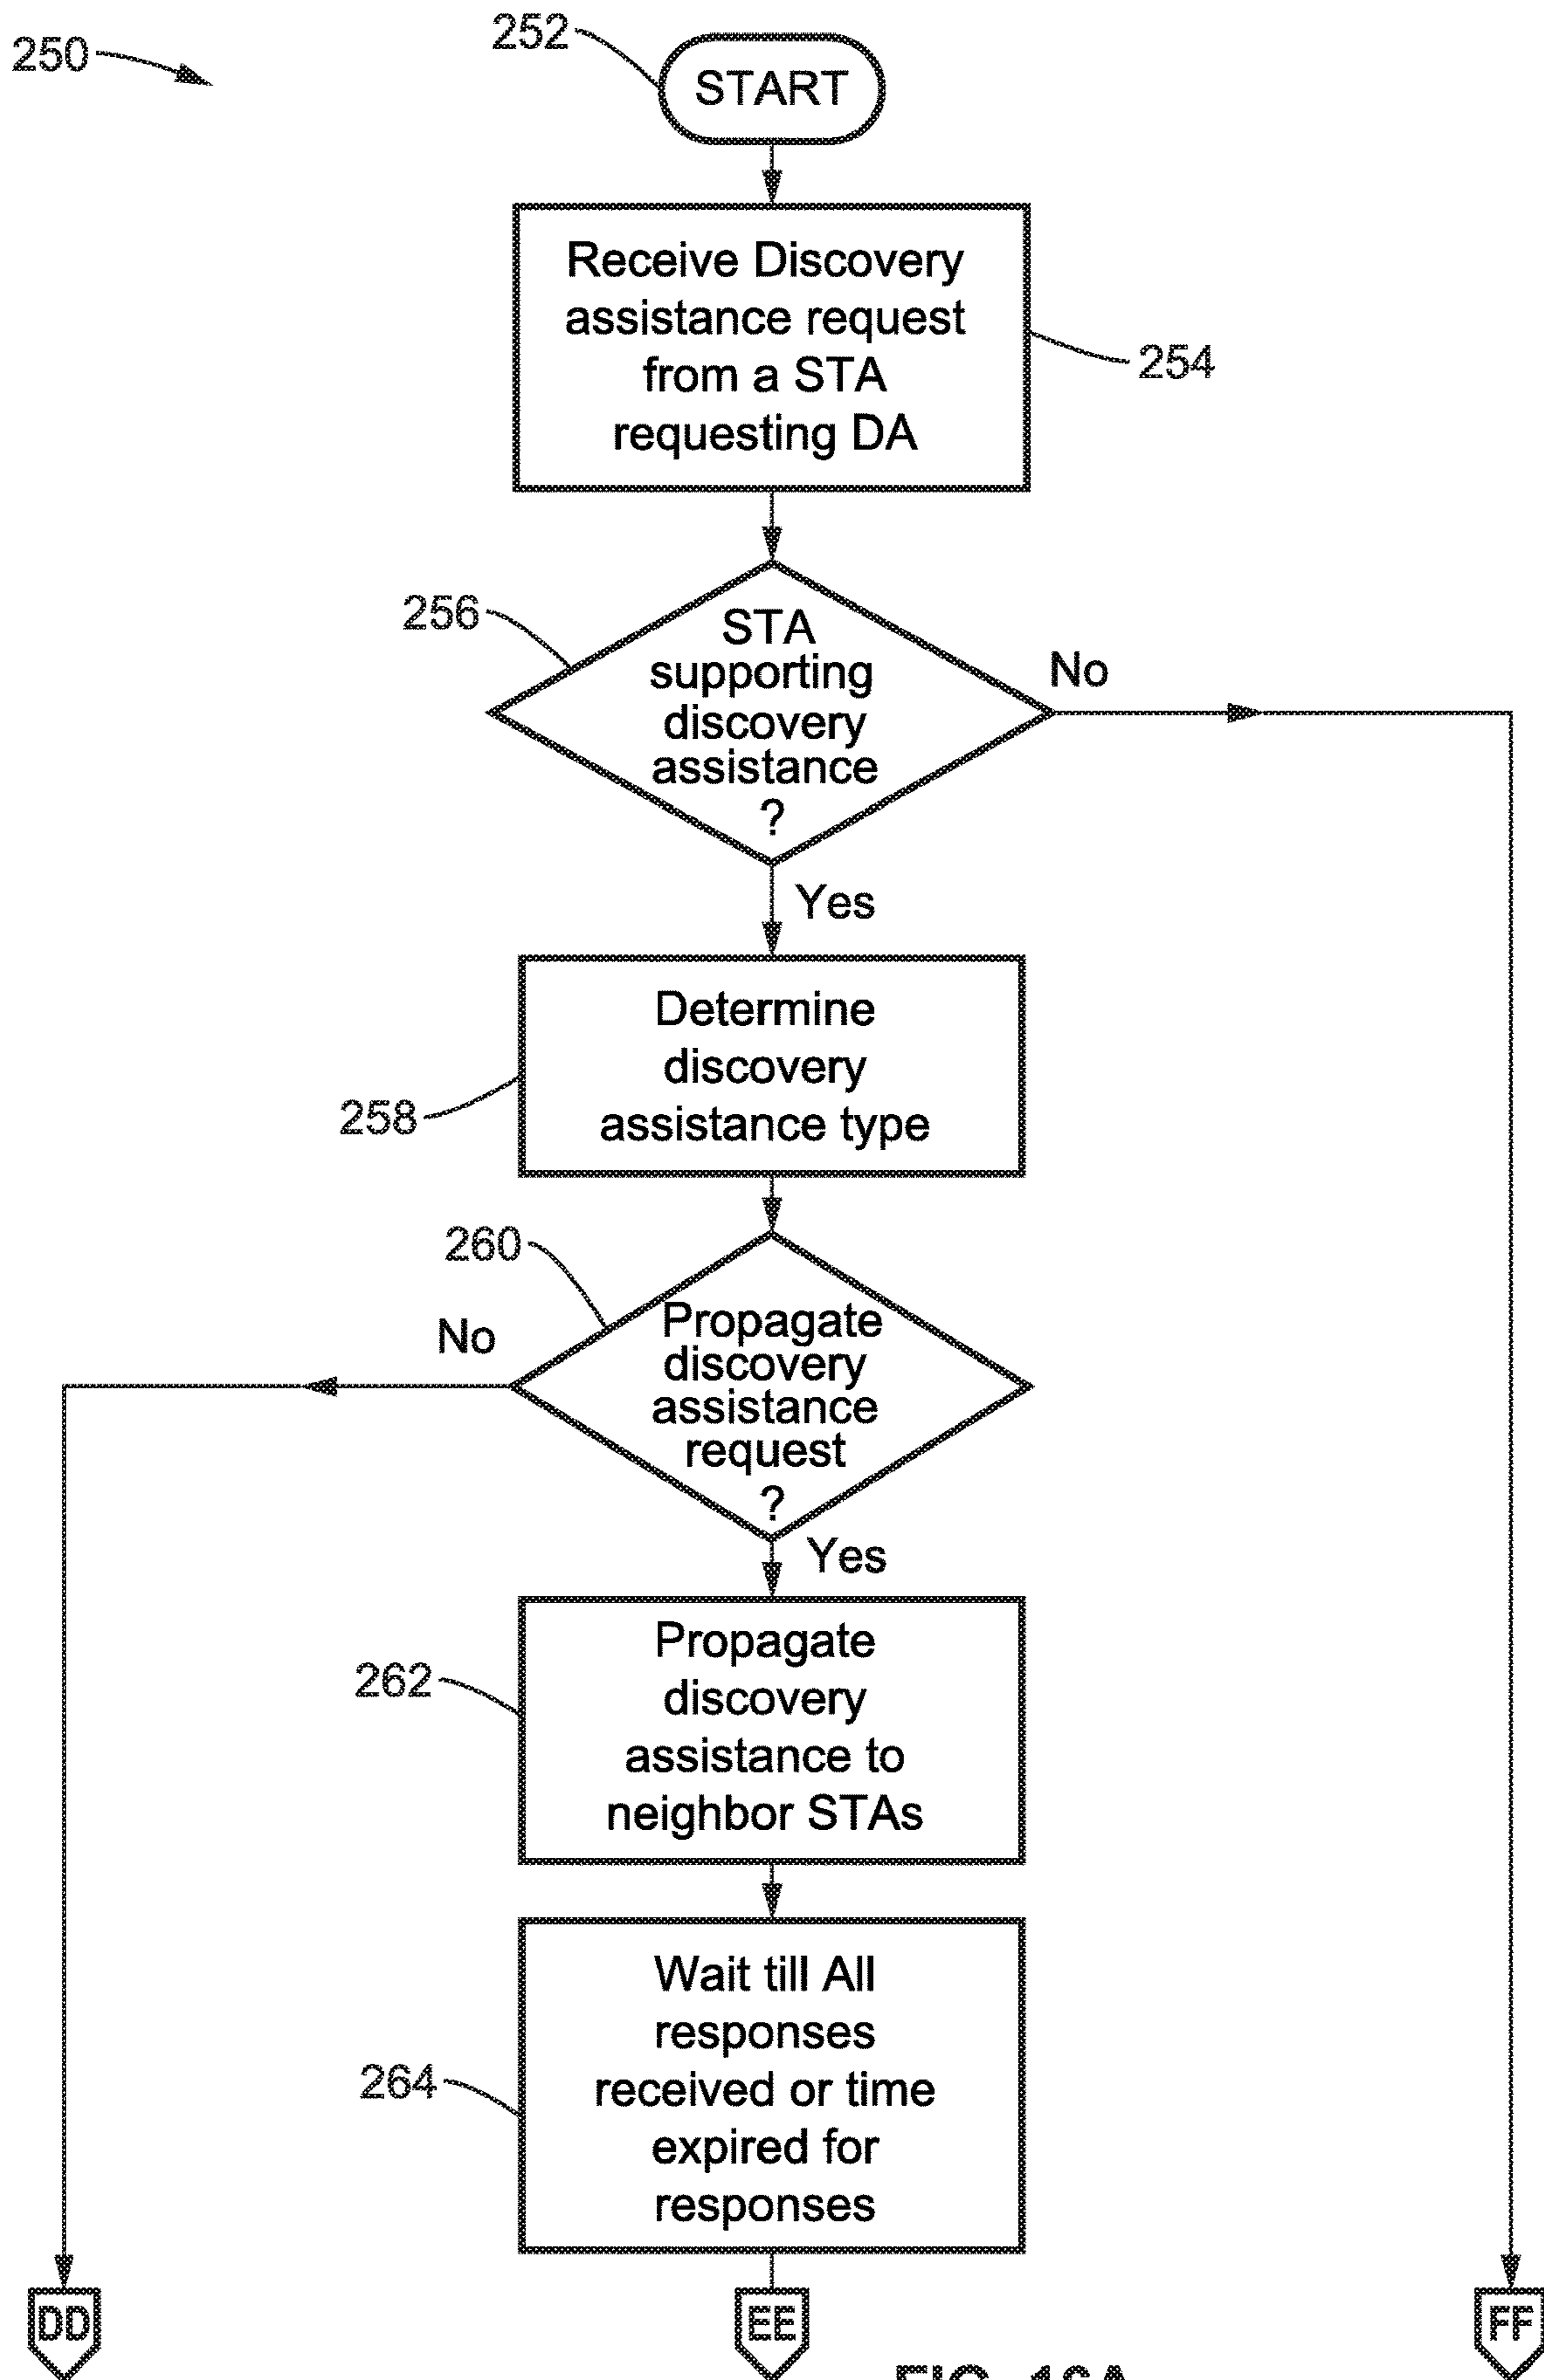 250
252
START
Receive Discovery
assistance request
from a STA
requesting DA
254
256
STA
supporting
discovery
assistance
?
No
Yes
Determine
discovery
assistance type
258
260
Propagate
discovery
assistance
request
?
No
Yes
Propagate
discovery
assistance to
neighbor STAs
262
Wait till All
responses
received or time
expired for
responses
264
DD
EE
FF